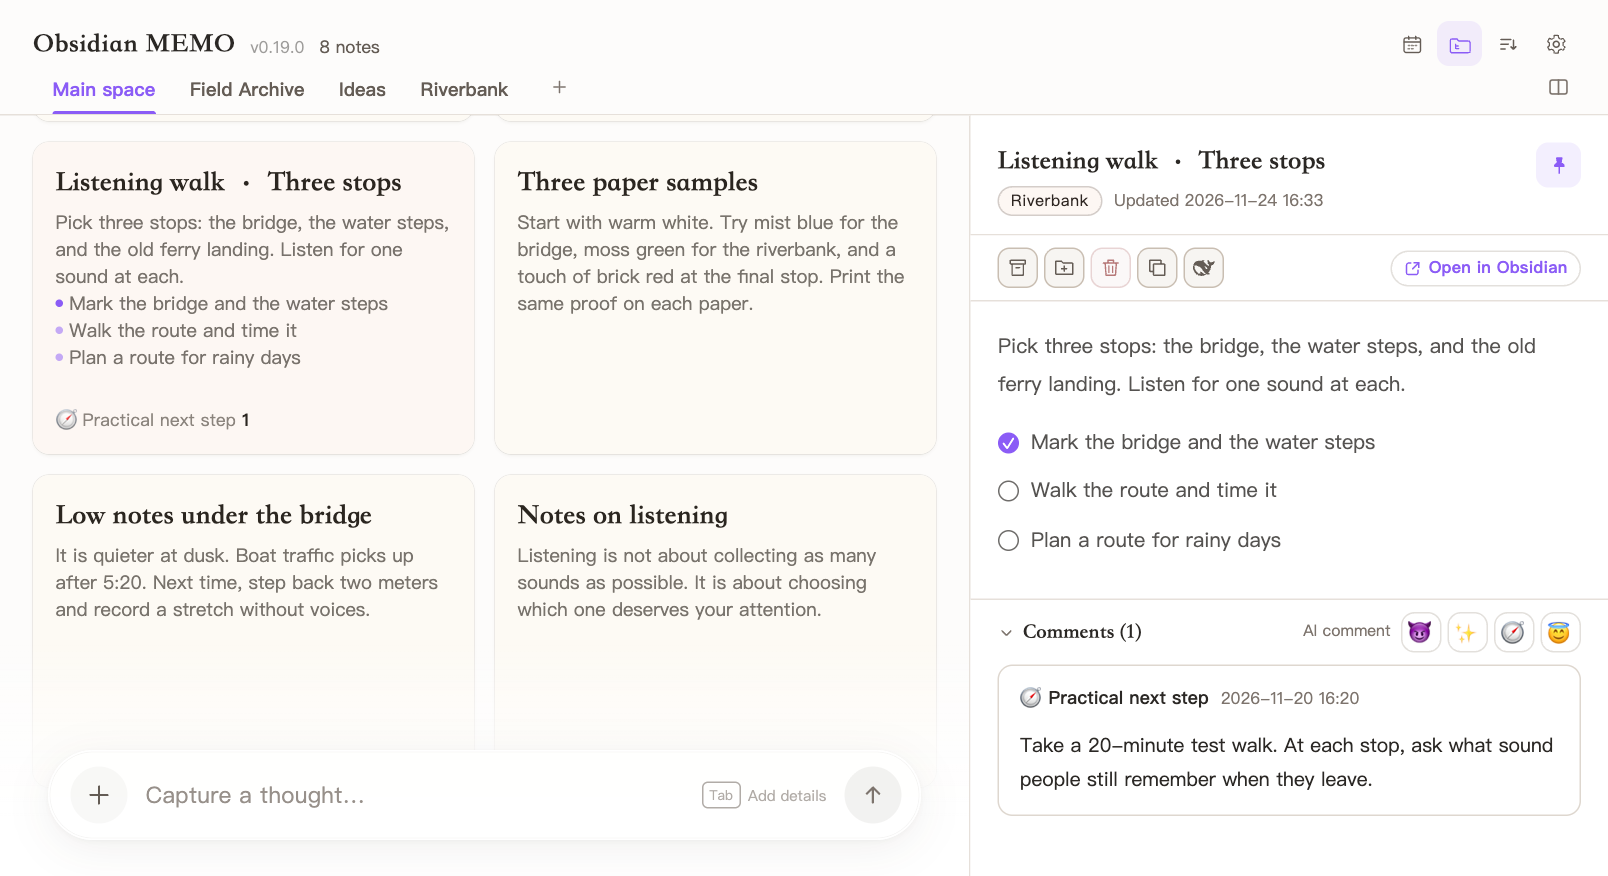 Obsidian MEMO v0.19.0 8 notes
Main space Field Archive Ideas Riverbank
Listening walk · Three stops
Pick three stops: the bridge, the water steps,
and the old ferry landing. Listen for one
sound at each.
Mark the bridge and the water steps
Walk the route and time it
Plan a route for rainy days
Practical next step 1
Three paper samples
Start with warm white. Try mist blue for the
bridge, moss green for the riverbank, and a
touch of brick red at the final stop. Print the
same proof on each paper.
Low notes under the bridge
It is quieter at dusk. Boat traffic picks up
after 5:20. Next time, step back two meters
and record a stretch without voices.
Notes on listening
Listening is not about collecting as many
sounds as possible. It is about choosing
which one deserves your attention.
Capture a thought...
Tab Add details
Listening walk · Three stops
Riverbank Updated 2026-11-24 16:33
Open in Obsidian
Pick three stops: the bridge, the water steps, and the old
ferry landing. Listen for one sound at each.
Mark the bridge and the water steps
Walk the route and time it
Plan a route for rainy days
Comments (1) AI comment
Practical next step 2026-11-20 16:20
Take a 20-minute test walk. At each stop, ask what sound
people still remember when they leave.